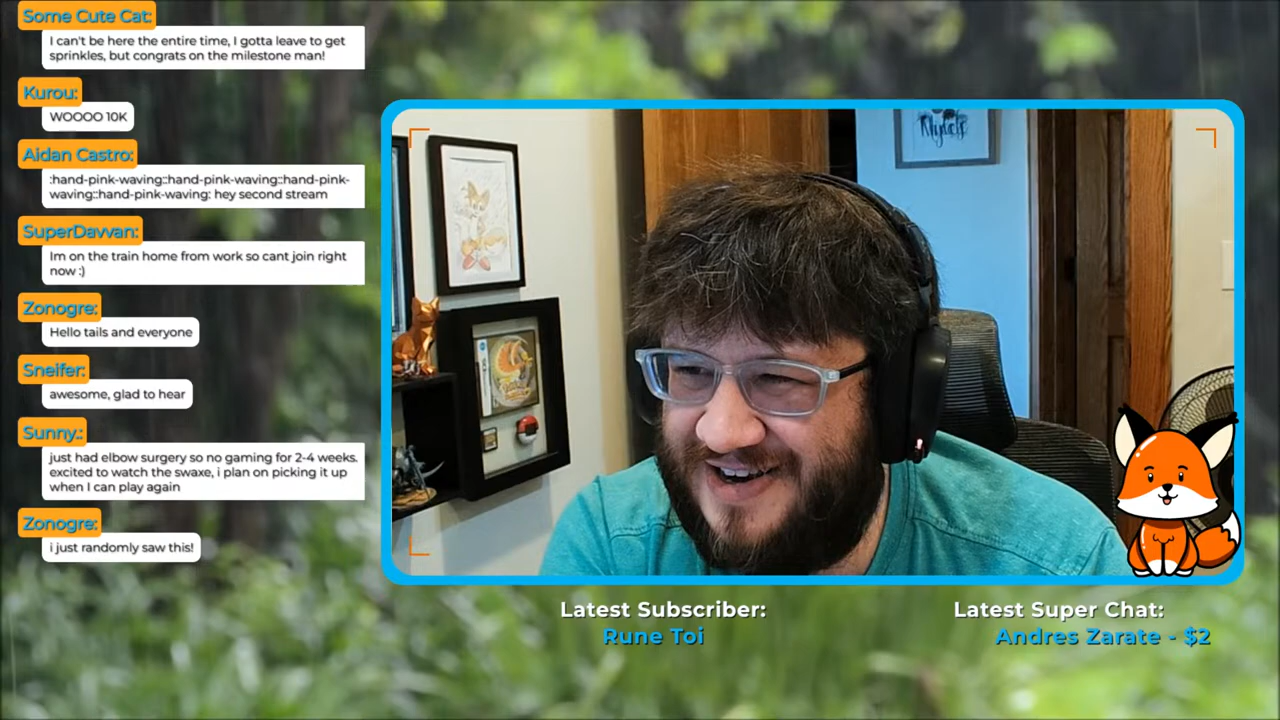 Some Cute Cat:
I can't be here the entire time, I gotta leave to get
sprinkles, but congrats on the milestone man!
Kurou:
WOOOO 10K
Aidan Castro:
:hand-pink-waving::hand-pink-waving::hand-pink-
waving::hand-pink-waving: hey second stream
SuperDavvan:
Im on the train home from work so cant join right
now :)
Zonogre:
Hello tails and everyone
Sneifer:
awesome, glad to hear
Sunny.:
just had elbow surgery so no gaming for 2-4 weeks.
excited to watch the swaxe, i plan on picking it up
when I can play again
Zonogre:
i just randomly saw this!
Latest Subscriber:
Rune Toi
Latest Super Chat:
Andres Zarate - $2